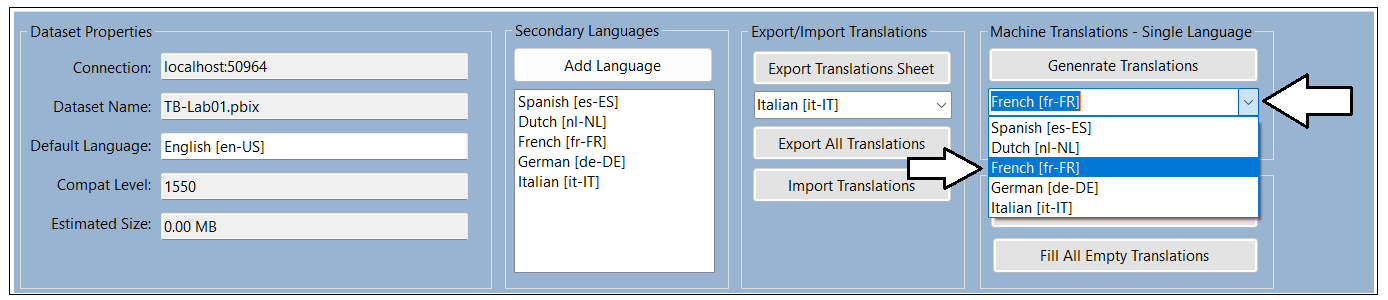 Dataset Properties
Connection: localhost:50964
Dataset Name: TB-Lab01.pbix
Default Language: English [en-US]
Compat Level: 1550
Estimated Size: 0.00 MB
Secondary Languages
Add Language
Spanish [es-ES]
Dutch [nl-NL]
French [fr-FR]
German [de-DE]
Italian [it-IT]
Export/Import Translations
Export Translations Sheet
Italian [it-IT]
Export All Translations
Import Translations
Machine Translations - Single Language
Genenrate Translations
French [fr-FR]
Spanish [es-ES]
Dutch [nl-NL]
French [fr-FR]
German [de-DE]
Italian [it-IT]
Fill All Empty Translations